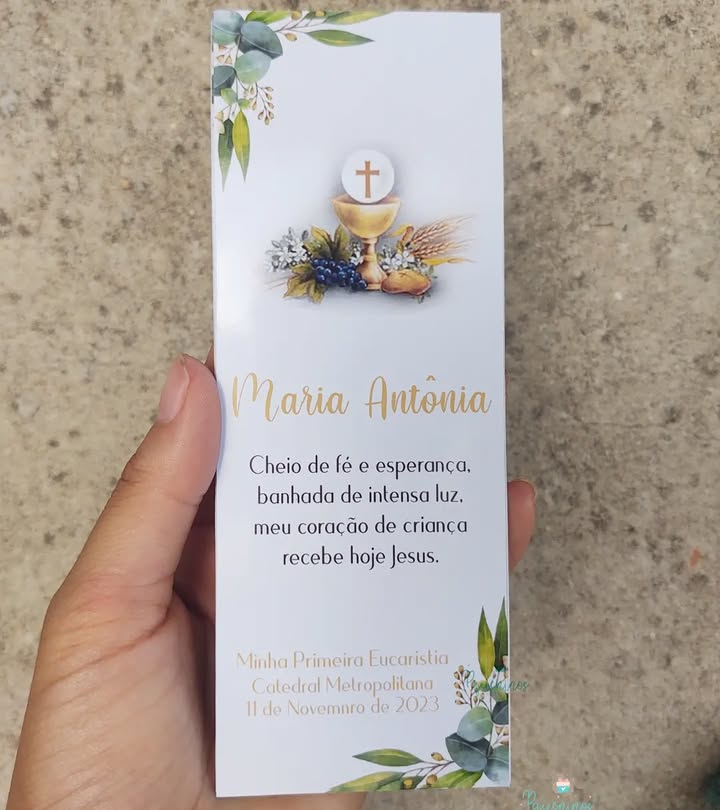 Maria Antônia
Cheio de fé e esperança,
banhada de intensa luz,
meu coração de criança
recebe hoje Jesus.
Minha Primeira Eucaristia
Catedral Metropolitana
11 de Novemnro de 2023